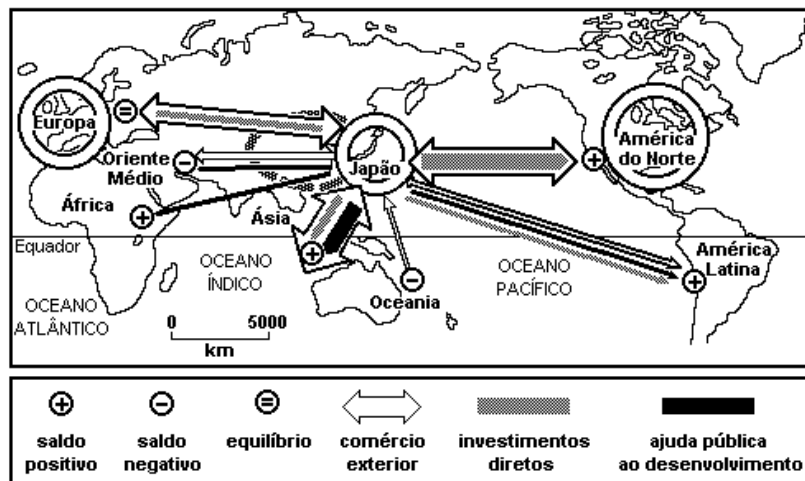 Europa
Oriente
Médio
África
Ásia
Japão
América
do Norte
Equador
OCEANO
ATLÂNTICO
OCEANO
ÍNDICO
Oceania
OCEANO
PACÍFICO
América
Latina
0 5000
km
saldo
positivo
saldo
negativo
equilíbrio
comércio
exterior
investimentos
diretos
ajuda pública
ao desenvolvimento